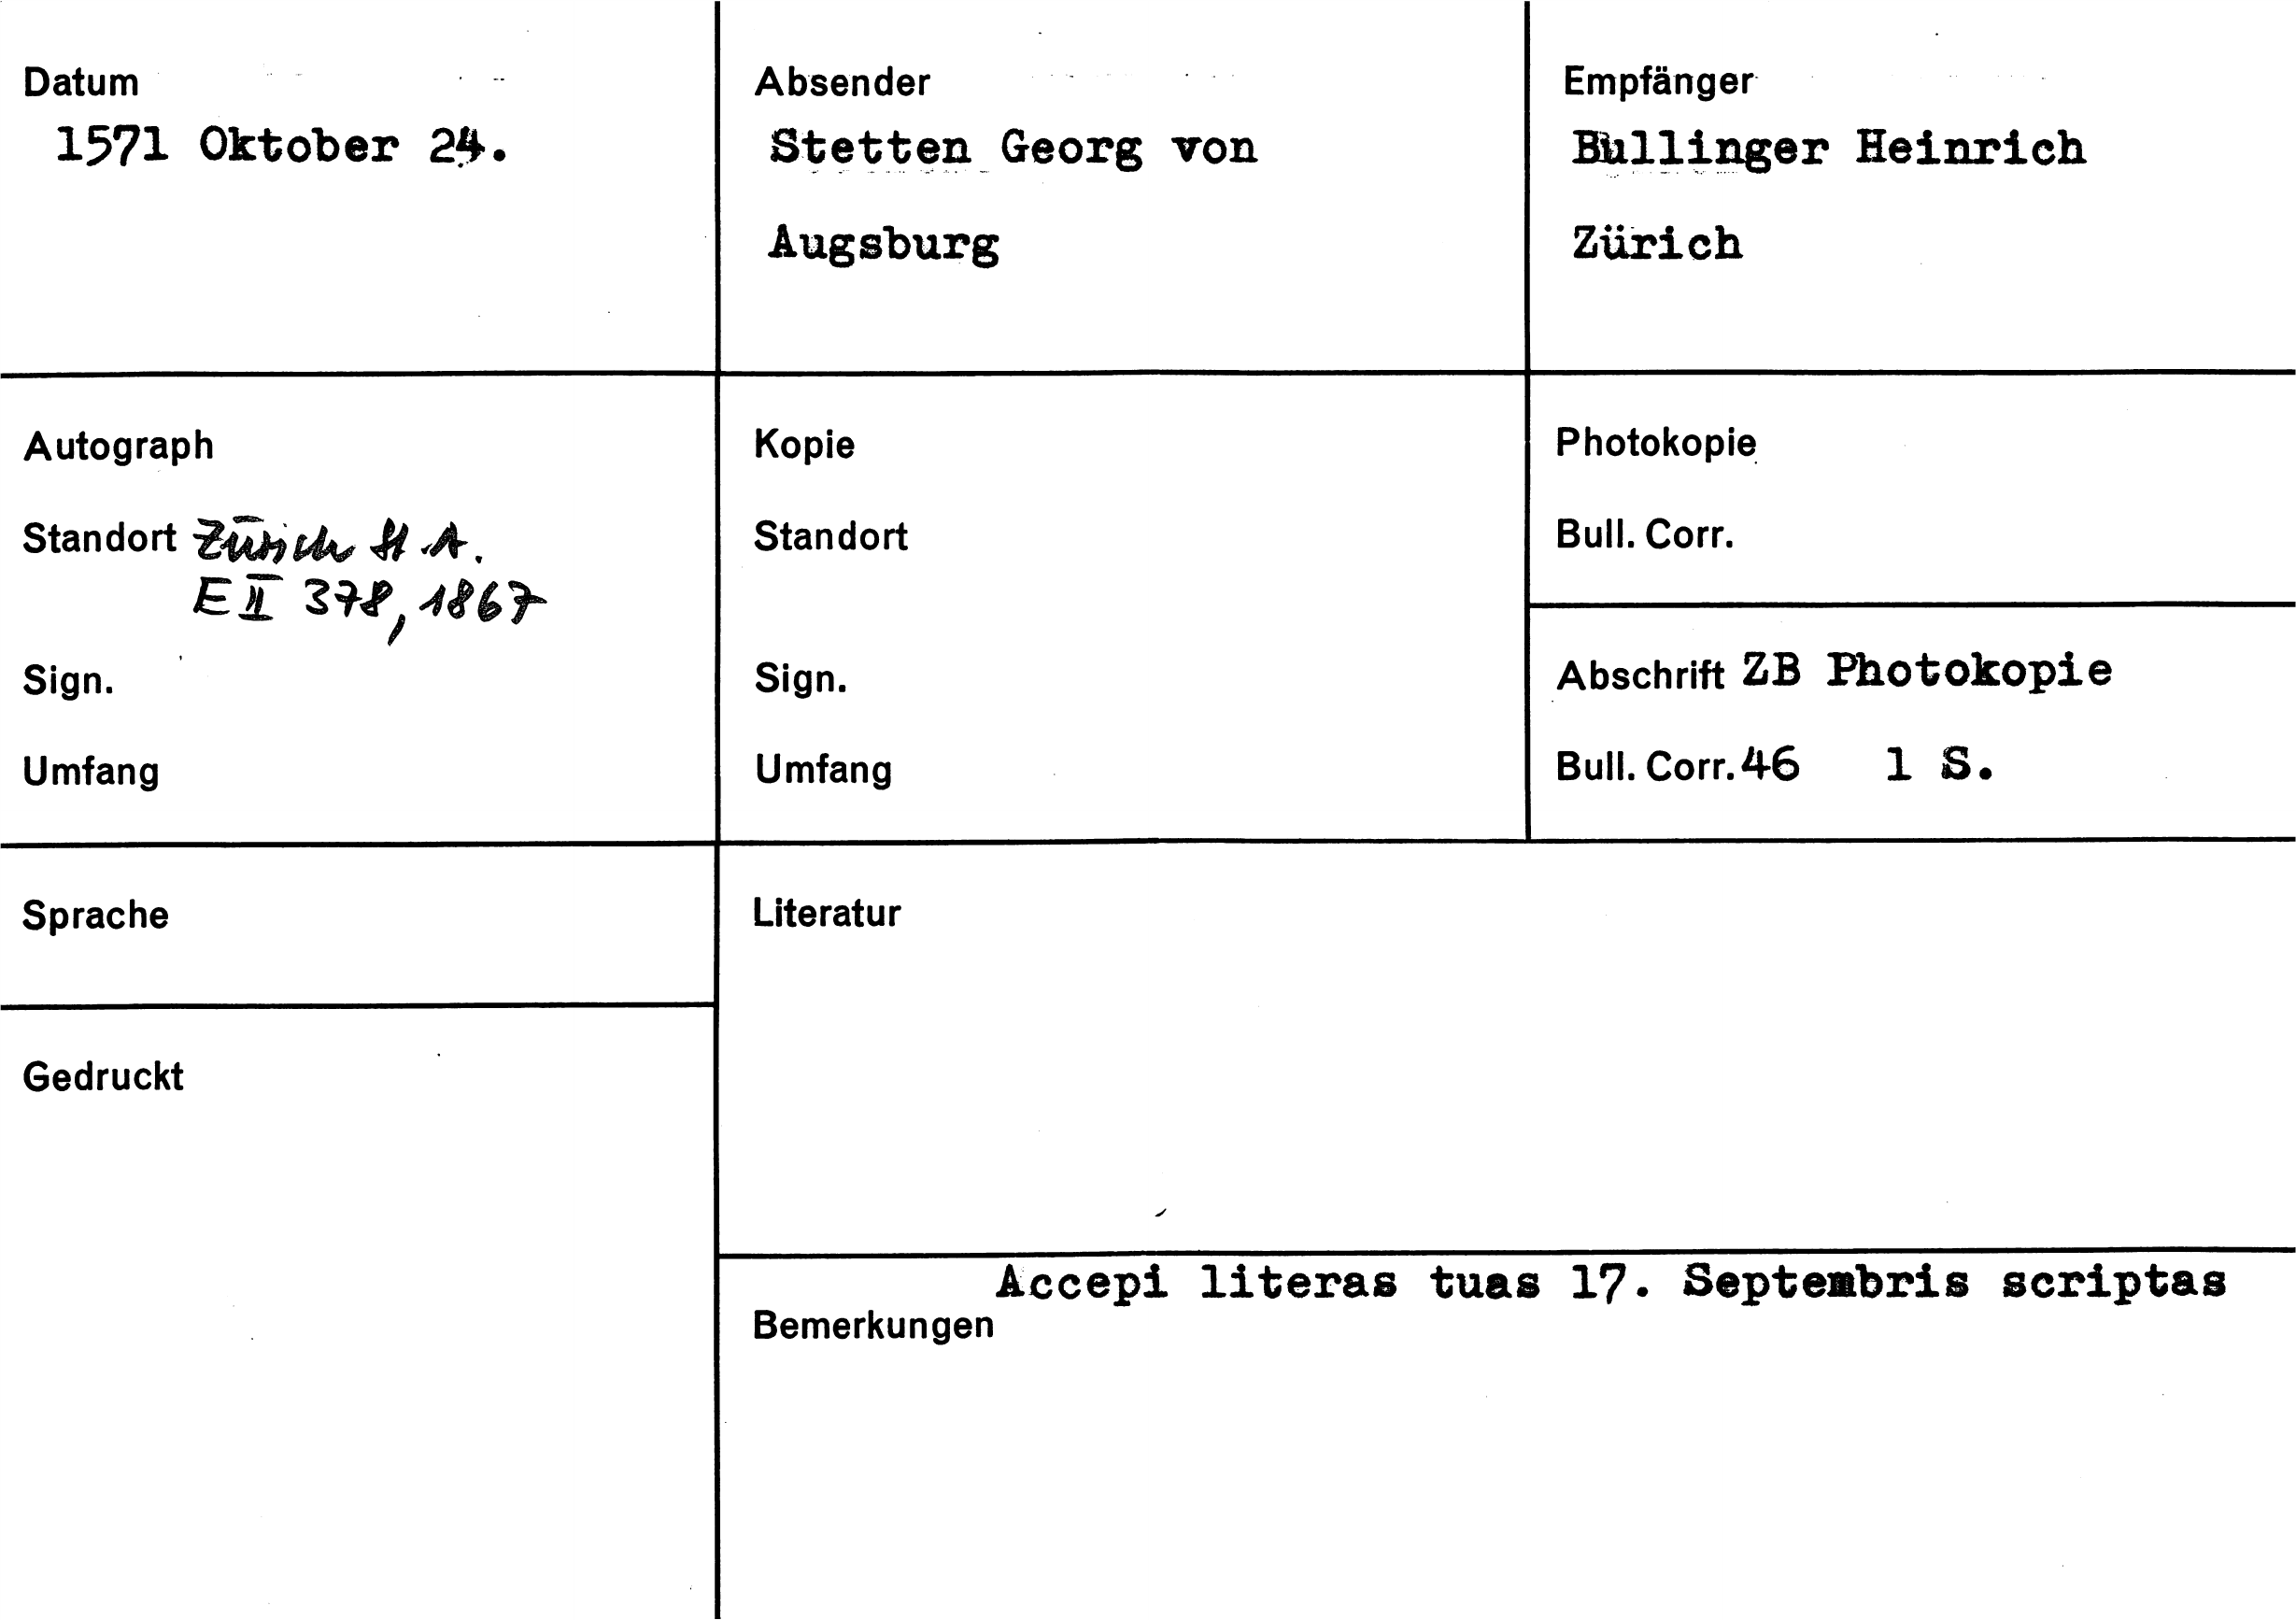 Datum
1571 Oktober 24.
Absender
Stetten Georg von
Augsburg
Empfänger
Bullinger Heinrich
Zürich
Autograph
Standort Zürich StA.
E II 378, 1867
Sign.
Umfang
Kopie
Standort
Sign.
Umfang
Photokopie
Bull. Corr.
Abschrift ZB Photokopie
Bull. Corr. 46 1 S.
Sprache
Gedruckt
Literatur
Accepi literas tuas 17. Septembris scriptas
Bemerkungen